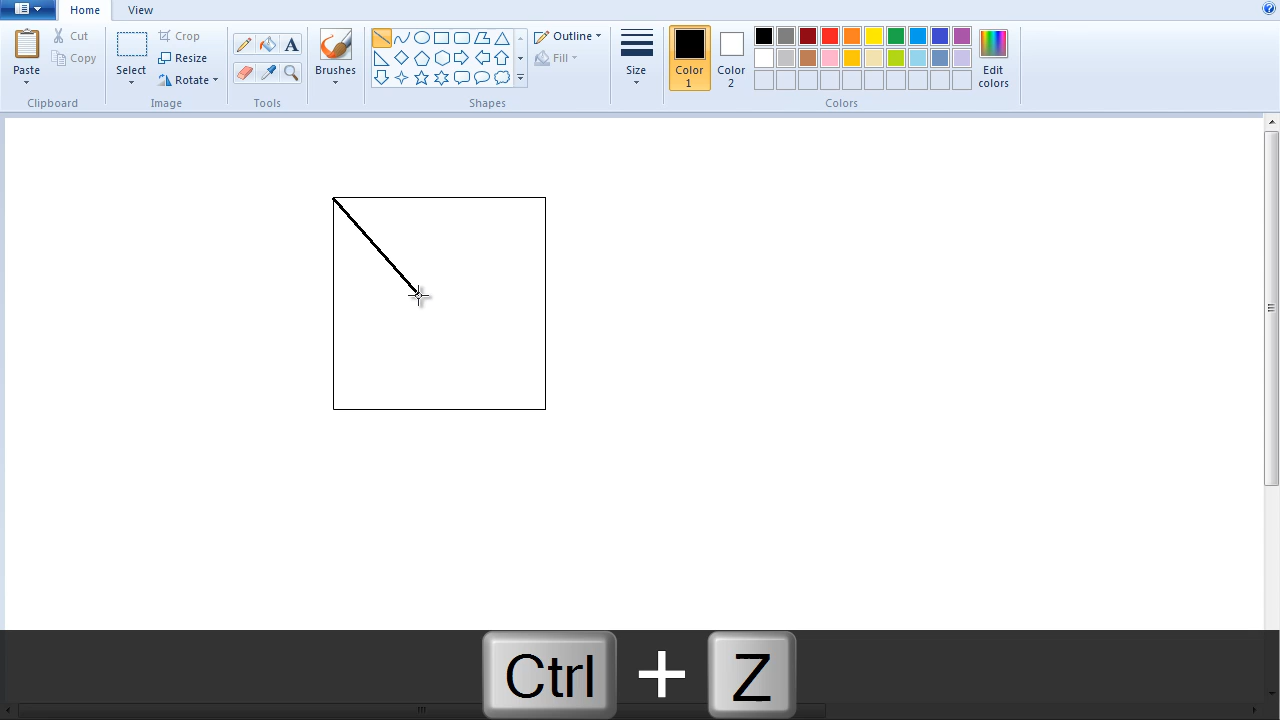 Home View
Paste
Cut
Copy
Clipboard
Select
Crop
Resize
Rotate
Image
A
Tools
Brushes
Outline
Fill
Shapes
Size
Color 1
Color 2
Edit colors
Colors
Ctrl + Z